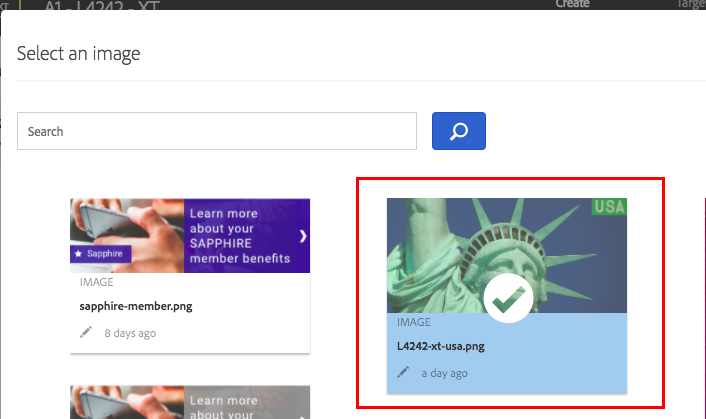 A1 - L4242 - XT
Create
Select an image
Search
Learn more
about your
SAPPHIRE
member benefits
Sapphire
IMAGE
sapphire-member.png
8 days ago
USA
IMAGE
L4242-xt-usa.png
a day ago
Learn more
about your